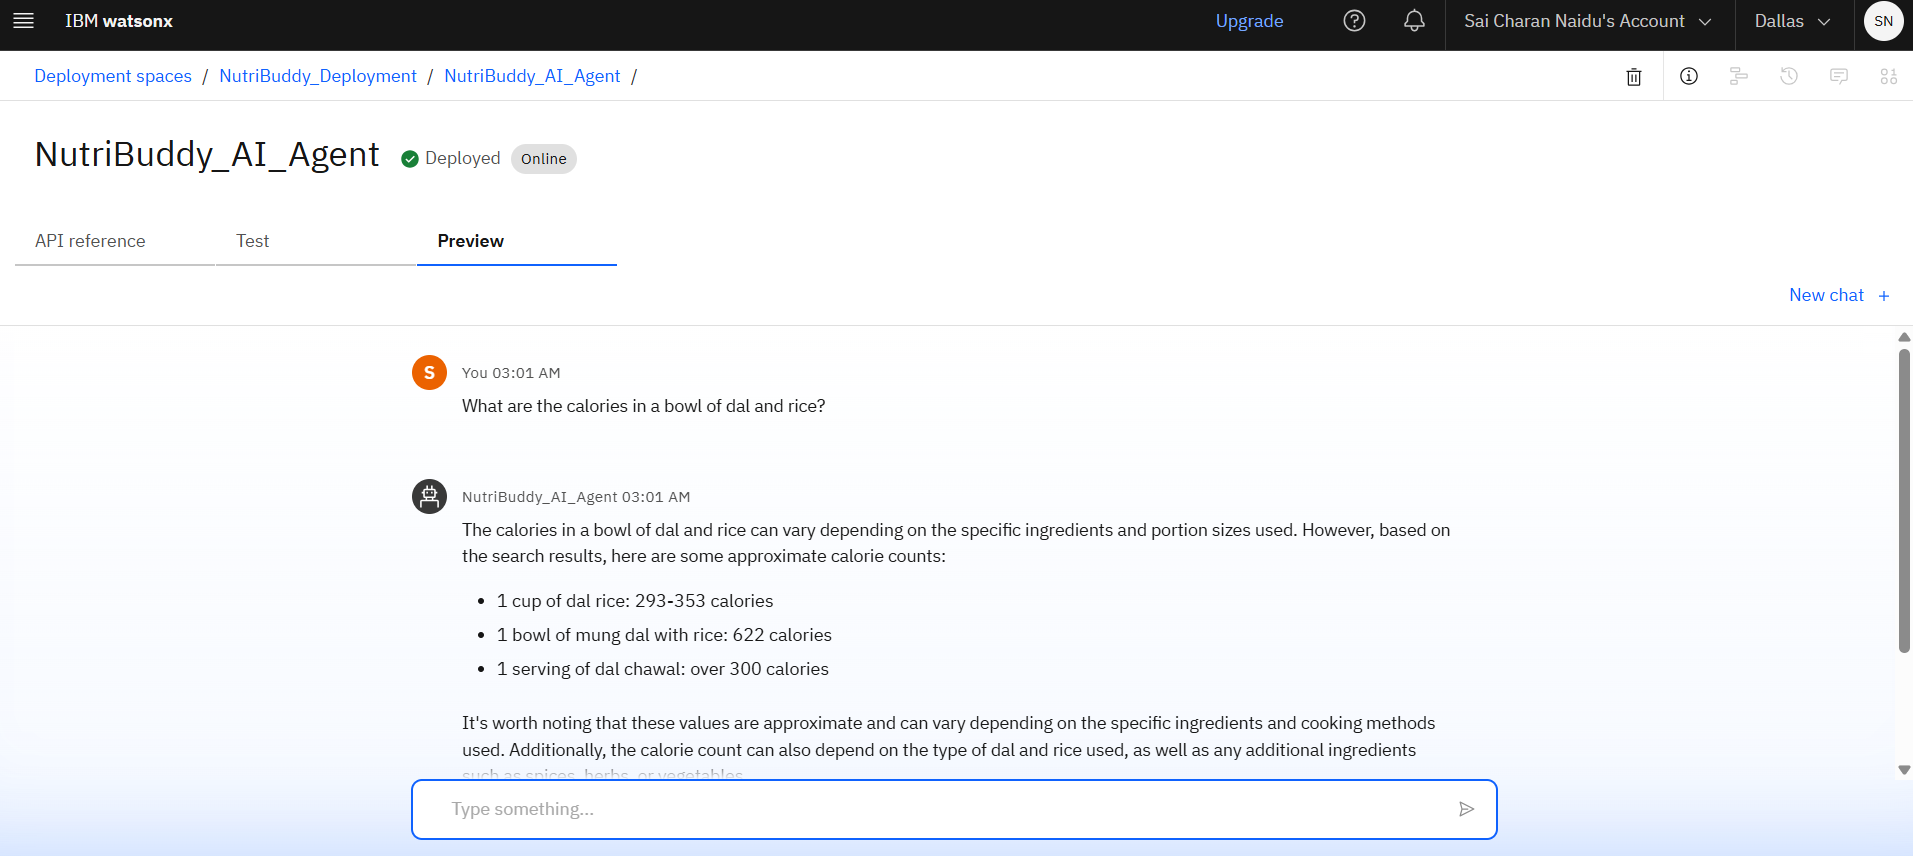 IBM watsonx
Upgrade
Sai Charan Naidu's Account
Dallas
SN
Deployment spaces / NutriBuddy_Deployment / NutriBuddy_AI_Agent /
NutriBuddy_AI_Agent
Deployed
Online
API reference
Test
Preview
New chat +
S
You 03:01 AM
What are the calories in a bowl of dal and rice?
NutriBuddy_AI_Agent 03:01 AM
The calories in a bowl of dal and rice can vary depending on the specific ingredients and portion sizes used. However, based on
the search results, here are some approximate calorie counts:
• 1 cup of dal rice: 293-353 calories
• 1 bowl of mung dal with rice: 622 calories
• 1 serving of dal chawal: over 300 calories
It's worth noting that these values are approximate and can vary depending on the specific ingredients and cooking methods
used. Additionally, the calorie count can also depend on the type of dal and rice used, as well as any additional ingredients
such as spices, herbs, or vegetables.
Type something...